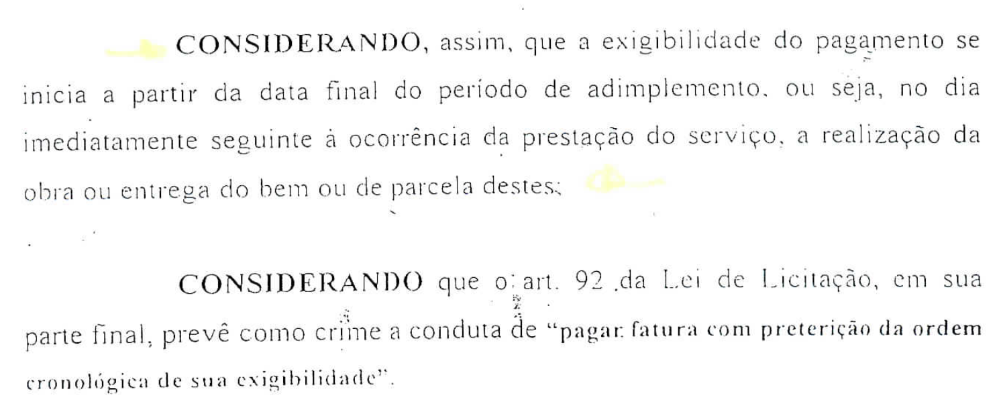 CONSIDERANDO, assim, que a exigibilidade do pagamento se
inicia a partir da data final do período de adimplemento, ou seja, no dia
imediatamente seguinte à ocorrência da prestação do serviço, a realização da
obra ou entrega do bem ou de parcela destes;
CONSIDERANDO que o art. 92 da Lei de Licitação, em sua
parte final, prevê como crime a conduta de “pagar fatura com preterição da ordem
cronológica de sua exigibilidade”.